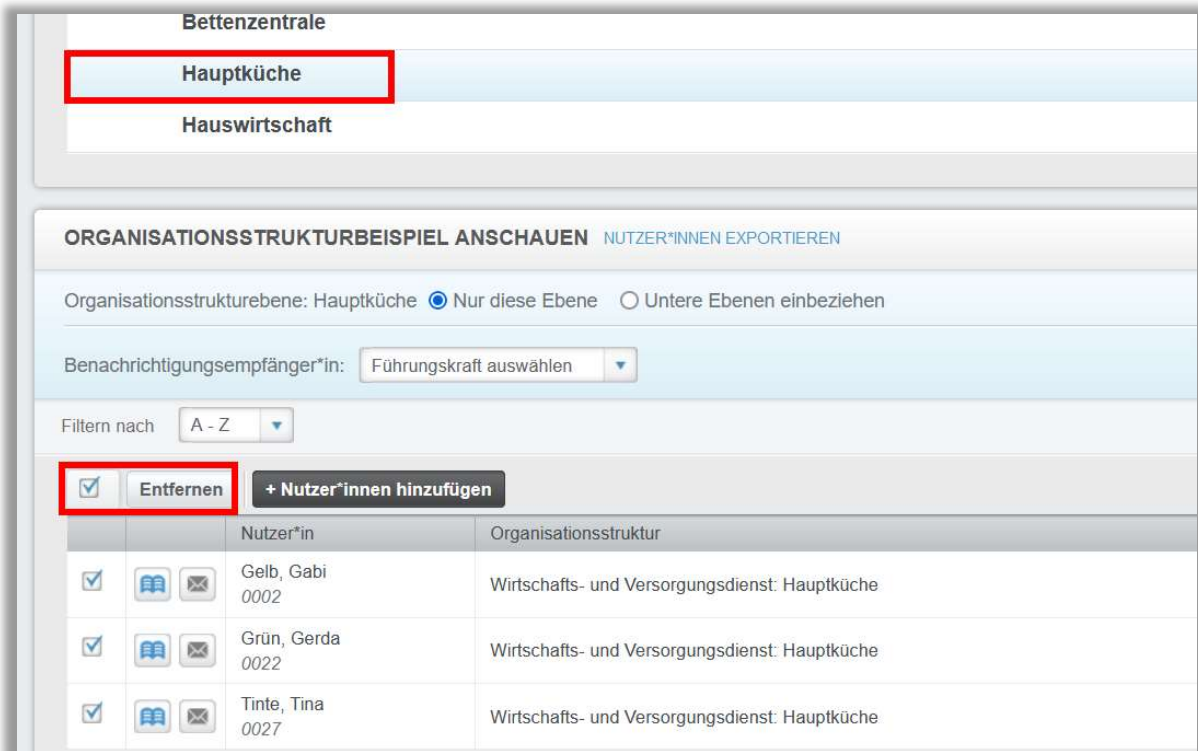 Bettenzentrale
Hauptküche
Hauswirtschaft
ORGANISATIONSSTRUKTURBEISPIEL ANSCHAUEN NUTZER*INNEN EXPORTIEREN
Organisationsstrukturebene: Hauptküche Nur diese Ebene Untere Ebenen einbeziehen
Benachrichtigungsempfänger*in: Führungskraft auswählen
Filtern nach A - Z
Entfernen + Nutzer*innen hinzufügen
Nutzer*in Organisationsstruktur
Gelb, Gabi
0002
Wirtschafts- und Versorgungsdienst: Hauptküche
Grün, Gerda
0022
Wirtschafts- und Versorgungsdienst: Hauptküche
Tinte, Tina
0027
Wirtschafts- und Versorgungsdienst: Hauptküche